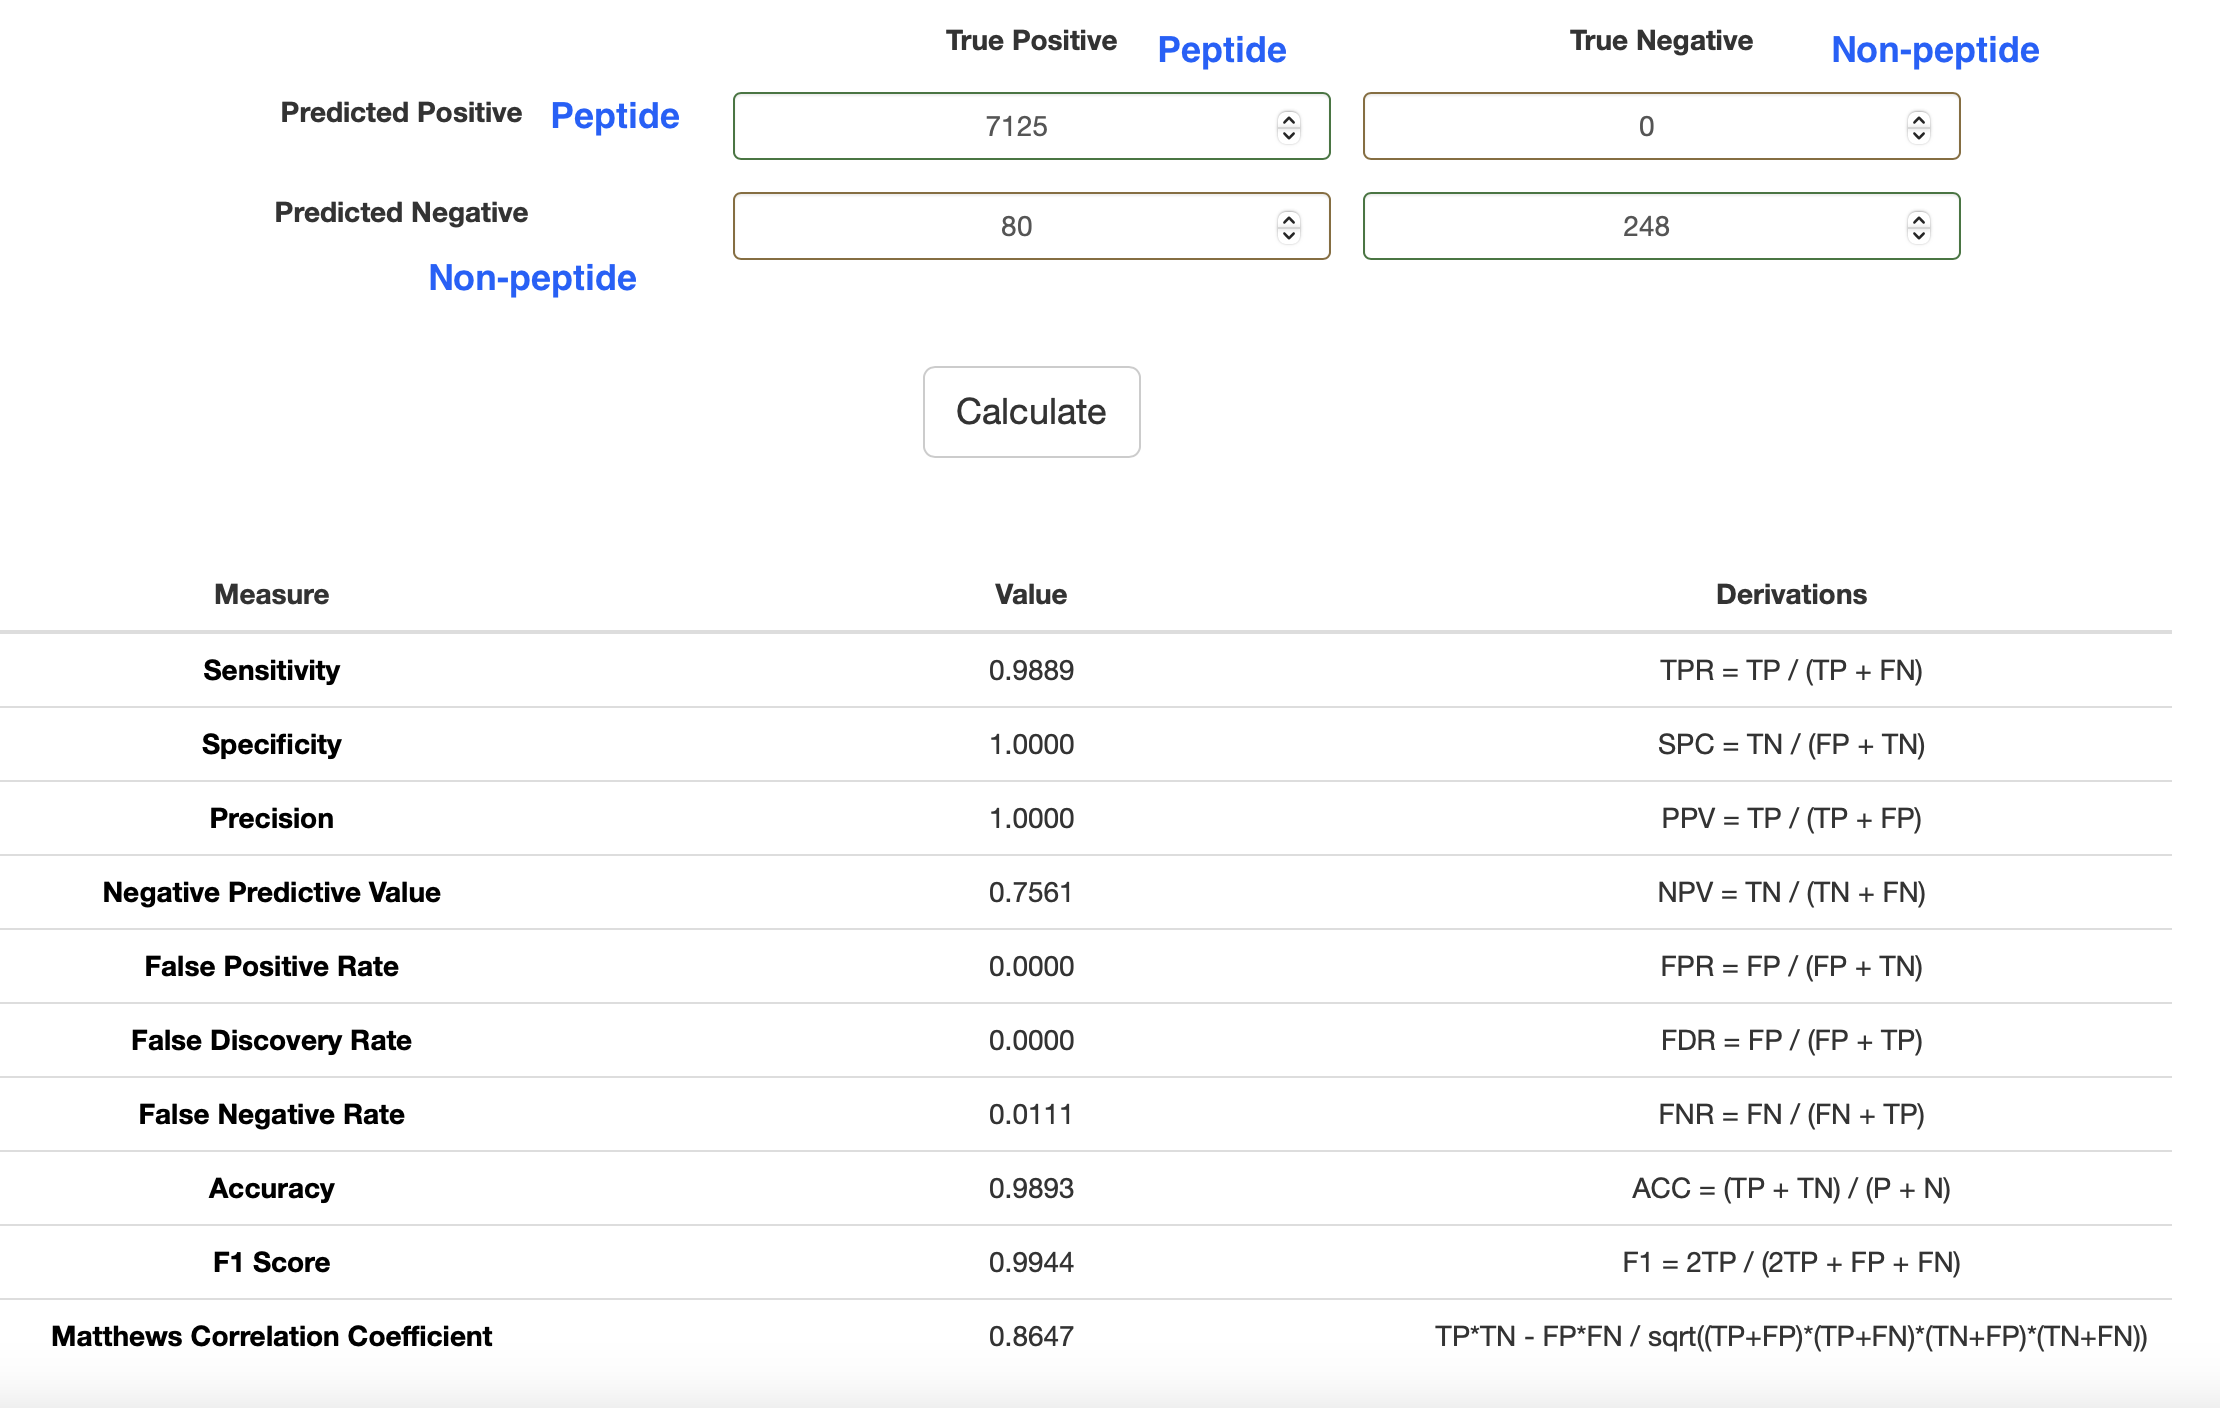 True Positive Peptide True Negative Non-peptide
Predicted Positive Peptide 7125 0
Predicted Negative 80 248
Non-peptide
Calculate
Measure Value Derivations
Sensitivity 0.9889 TPR = TP / (TP + FN)
Specificity 1.0000 SPC = TN / (FP + TN)
Precision 1.0000 PPV = TP / (TP + FP)
Negative Predictive Value 0.7561 NPV = TN / (TN + FN)
False Positive Rate 0.0000 FPR = FP / (FP + TN)
False Discovery Rate 0.0000 FDR = FP / (FP + TP)
False Negative Rate 0.0111 FNR = FN / (FN + TP)
Accuracy 0.9893 ACC = (TP + TN) / (P + N)
F1 Score 0.9944 F1 = 2TP / (2TP + FP + FN)
Matthews Correlation Coefficient 0.8647 TP*TN - FP*FN / sqrt((TP+FP)*(TP+FN)*(TN+FP)*(TN+FN))